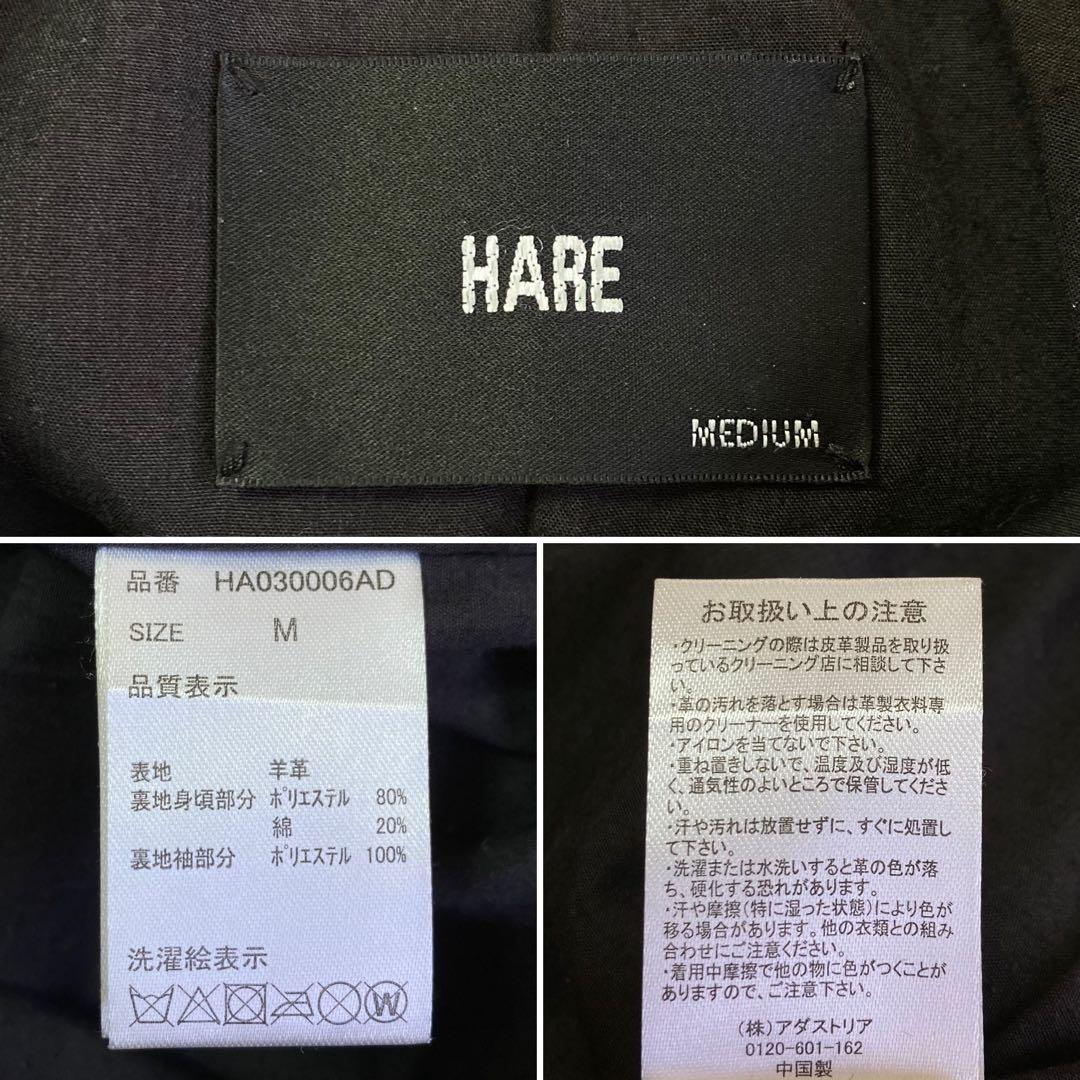 HARE
MEDIUM
品番 HA030006AD
SIZE M
品質表示
表地 羊革
裏地身頃部分 ポリエステル 80%
綿 20%
裏地袖部分 ポリエステル 100%
洗濯絵表示
W
お取扱い上の注意
・クリーニングの際は皮革製品を取り扱
っているクリーニング店に相談して下さ
い。
・革の汚れを落とす場合は革製衣料専
用のクリーナーを使用してください。
・アイロンを当てないで下さい。
・重ね置きしないで、温度及び湿度が低
く、通気性のよいところで保管してくださ
い。
・汗や汚れは放置せずに、すぐに処置し
て下さい。
・洗濯または水洗いすると革の色が落
ち、硬化する恐れがあります。
・汗や摩擦(特に湿った状態)により色が
移る場合があります。他の衣類との組み
合わせにご注意ください。
・着用中摩擦で他の物に色がつくことが
ありますので、ご注意下さい。
(株)アダストリア
0120-601-162
中国製